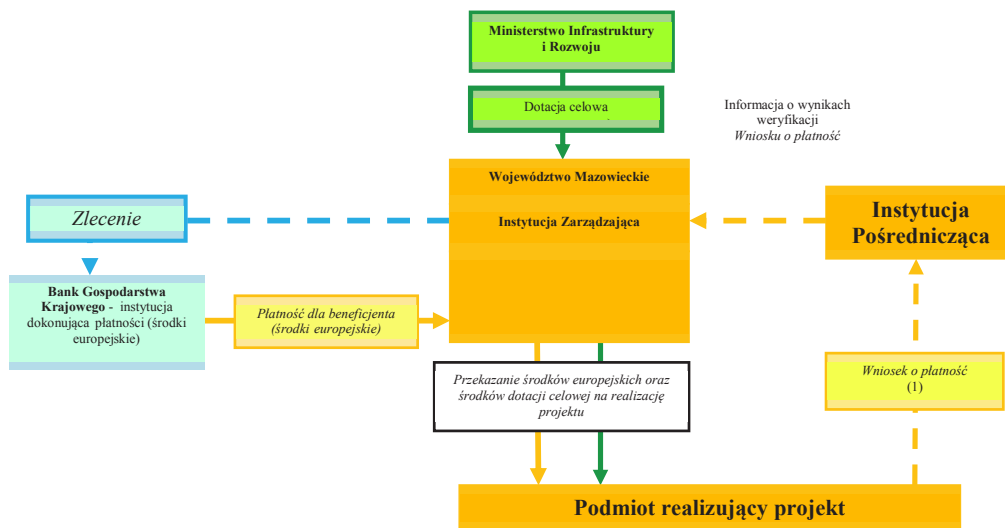 Ministerstwo Infrastruktury
i Rozwoju
Dotacja celowa
Informacja o wynikach
weryfikacji
Wniosku o płatność
Województwo Mazowieckie
Instytucja Zarządzająca
Zlecenie
Instytucja
Pośrednicząca
Bank Gospodarstwa
Krajowego - instytucja
dokonująca płatności (środki
europejskie)
Płatność dla beneficjenta
(środki europejskie)
Wniosek o płatność
(1)
Przekazanie środków europejskich oraz
środków dotacji celowej na realizację
projektu
Podmiot realizujący projekt